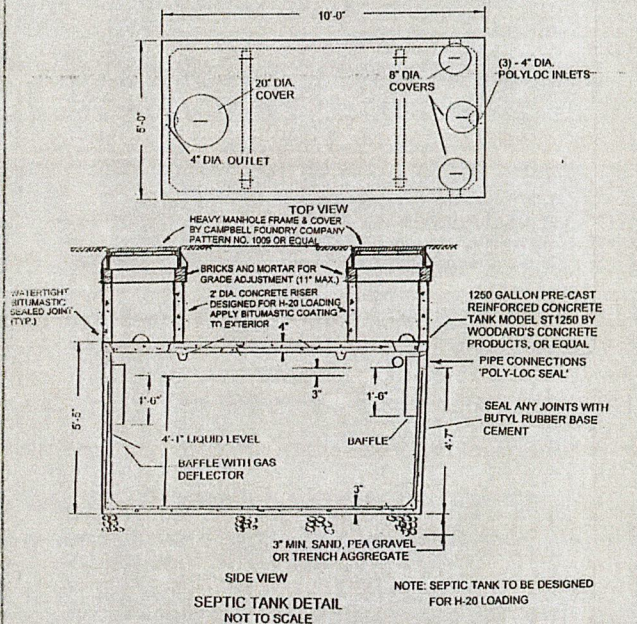 10'-0"
5'-0"
20" DIA.
COVER
8" DIA.
COVERS
(3) - 4" DIA.
POLYLOC INLETS
4" DIA. OUTLET
TOP VIEW
HEAVY MANHOLE FRAME & COVER
BY CAMPBELL FOUNDRY COMPANY
PATTERN NO. 1009 OR EQUAL
BRICKS AND MORTAR FOR
GRADE ADJUSTMENT (11" MAX.)
WATERTIGHT
BITUMASTIC
SEALED JOINT
(TYP.)
2' DIA. CONCRETE RISER
DESIGNED FOR H-20 LOADING
APPLY BITUMASTIC COATING
TO EXTERIOR
4"
1250 GALLON PRE-CAST
REINFORCED CONCRETE
TANK MODEL ST1250 BY
WOODARD'S CONCRETE
PRODUCTS, OR EQUAL
PIPE CONNECTIONS
'POLY-LOC SEAL'
3"
1'-6"
1'-6"
SEAL ANY JOINTS WITH
BUTYL RUBBER BASE
CEMENT
4'-1" LIQUID LEVEL
BAFFLE
4'-7"
BAFFLE WITH GAS
DEFLECTOR
3"
3" MIN. SAND, PEA GRAVEL
OR TRENCH AGGREGATE
SIDE VIEW
NOTE: SEPTIC TANK TO BE DESIGNED
FOR H-20 LOADING
SEPTIC TANK DETAIL
NOT TO SCALE